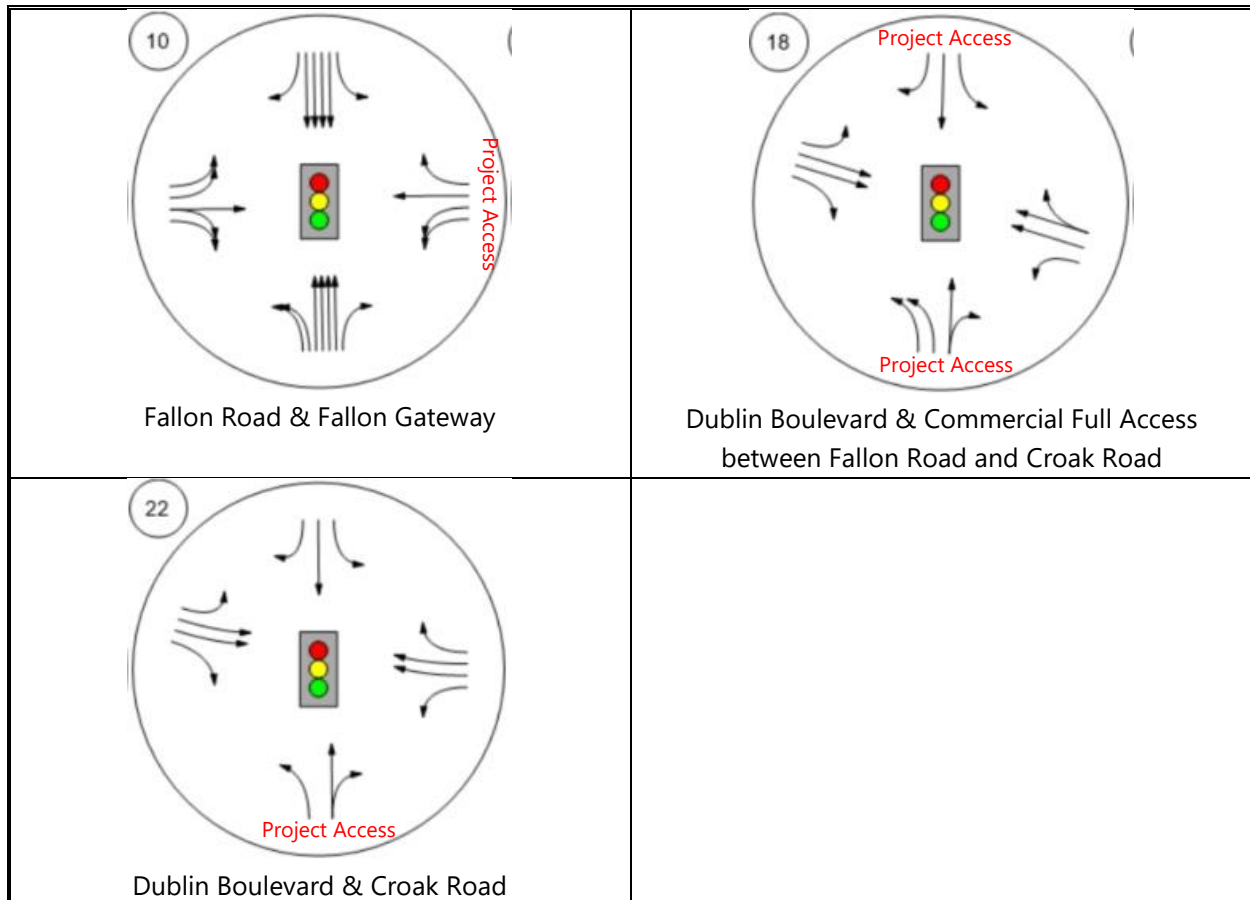 10
Project Access
Fallon Road & Fallon Gateway
18
Project Access
Project Access
Dublin Boulevard & Commercial Full Access
between Fallon Road and Croak Road
22
Project Access
Dublin Boulevard & Croak Road